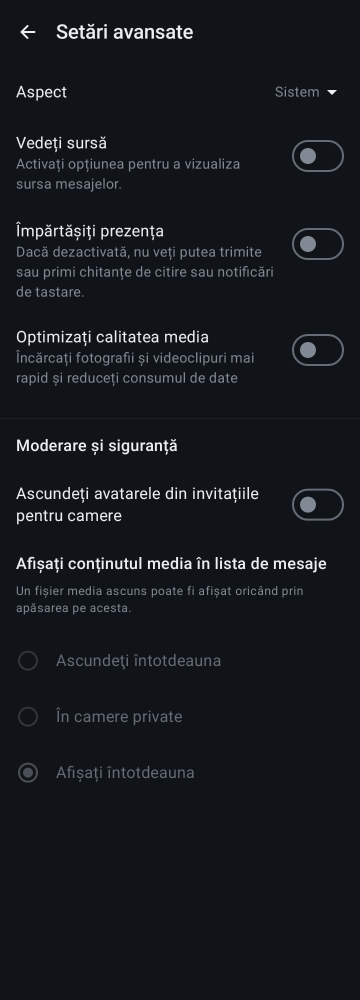 Setări avansate
Aspect
Sistem
Vedeți sursă
Activați opțiunea pentru a vizualiza
sursa mesajelor.
Împărtășiți prezența
Dacă dezactivată, nu veți putea trimite
sau primi chitanțe de citire sau notificări
de tastare.
Optimizați calitatea media
Încărcați fotografii și videoclipuri mai
rapid și reduceți consumul de date
Moderare și siguranță
Ascundeți avatarele din invitațiile
pentru camere
Afișați conținutul media în lista de mesaje
Un fișier media ascuns poate fi afișat oricând prin
apăsarea pe acesta.
Ascundeți întotdeauna
În camere private
Afișați întotdeauna